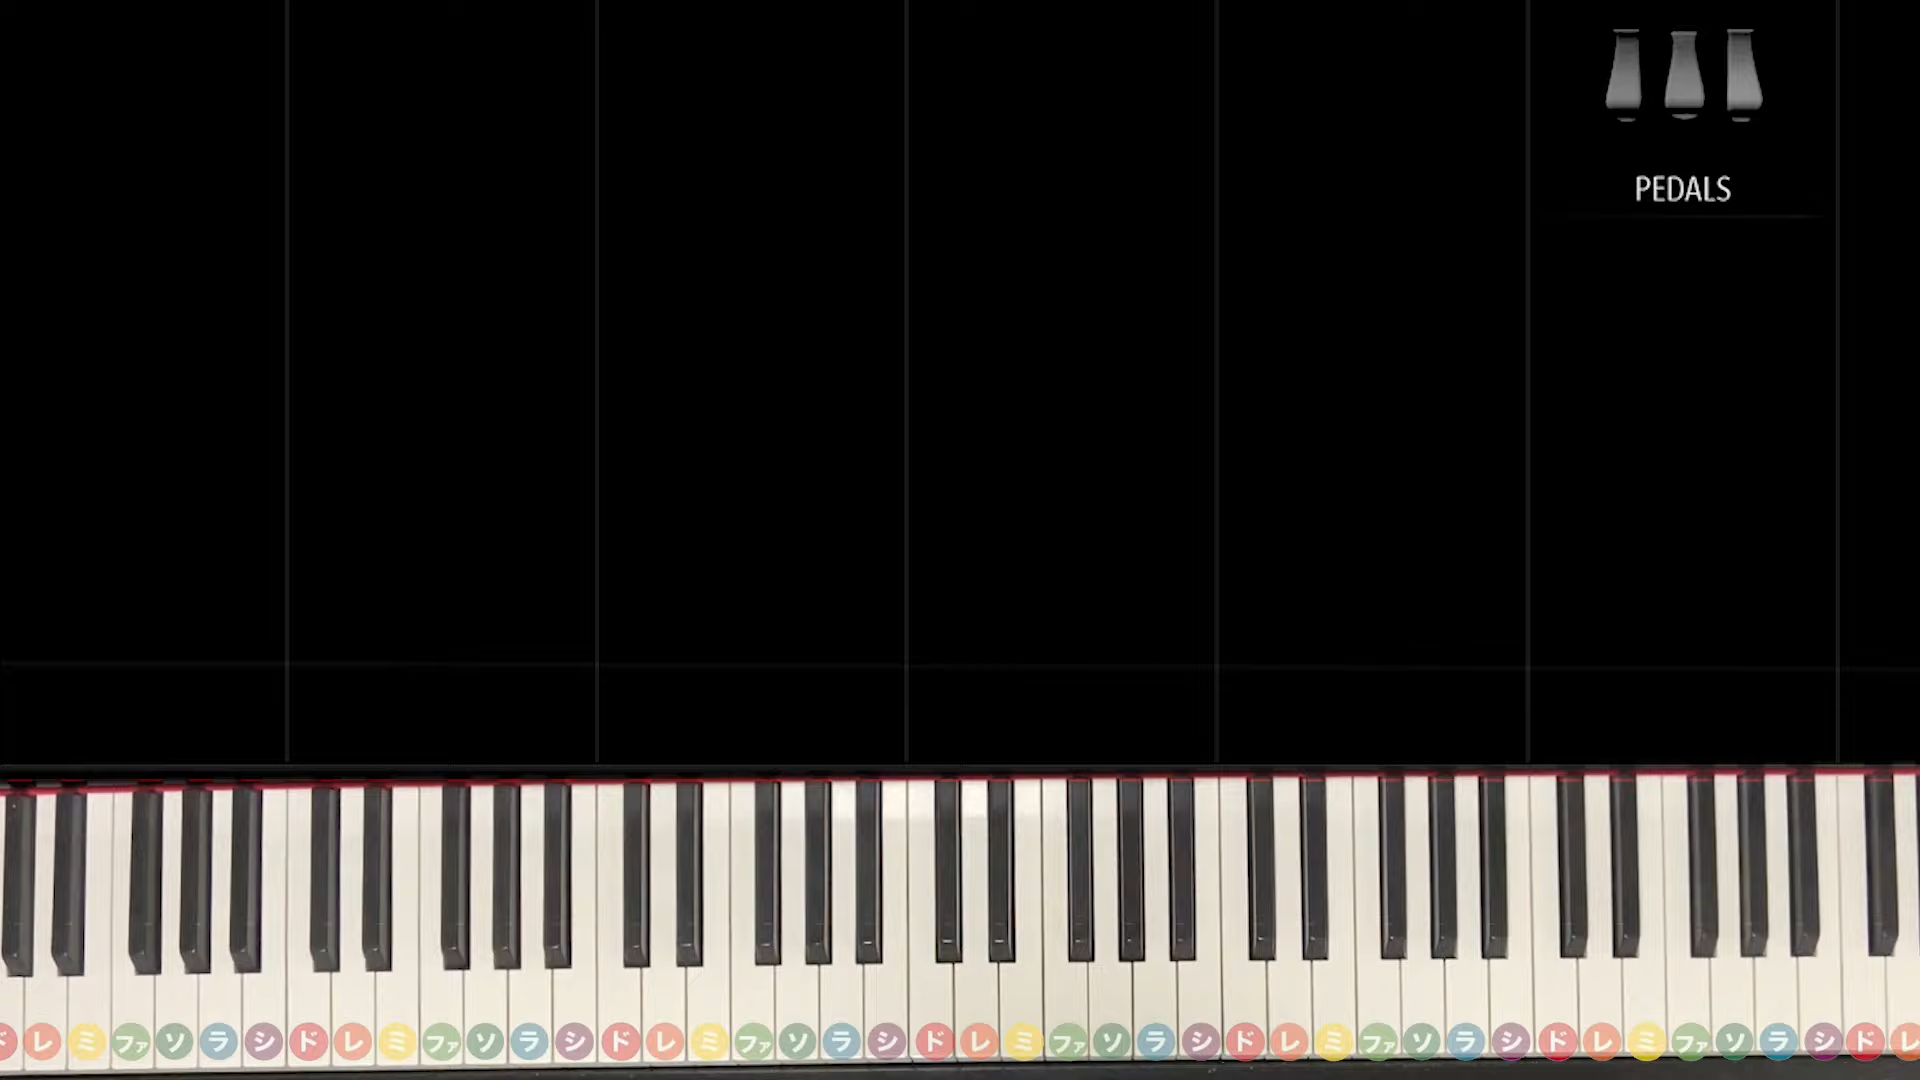 PEDALS
ド レ ミ ファ ソ ラ シ ド レ ミ ファ ソ ラ シ ド レ ミ ファ ソ ラ シ ド レ ミ ファ ソ ラ シ ド レ ミ ファ ソ ラ シ ド レ ミ ファ ソ ラ シ ド レ